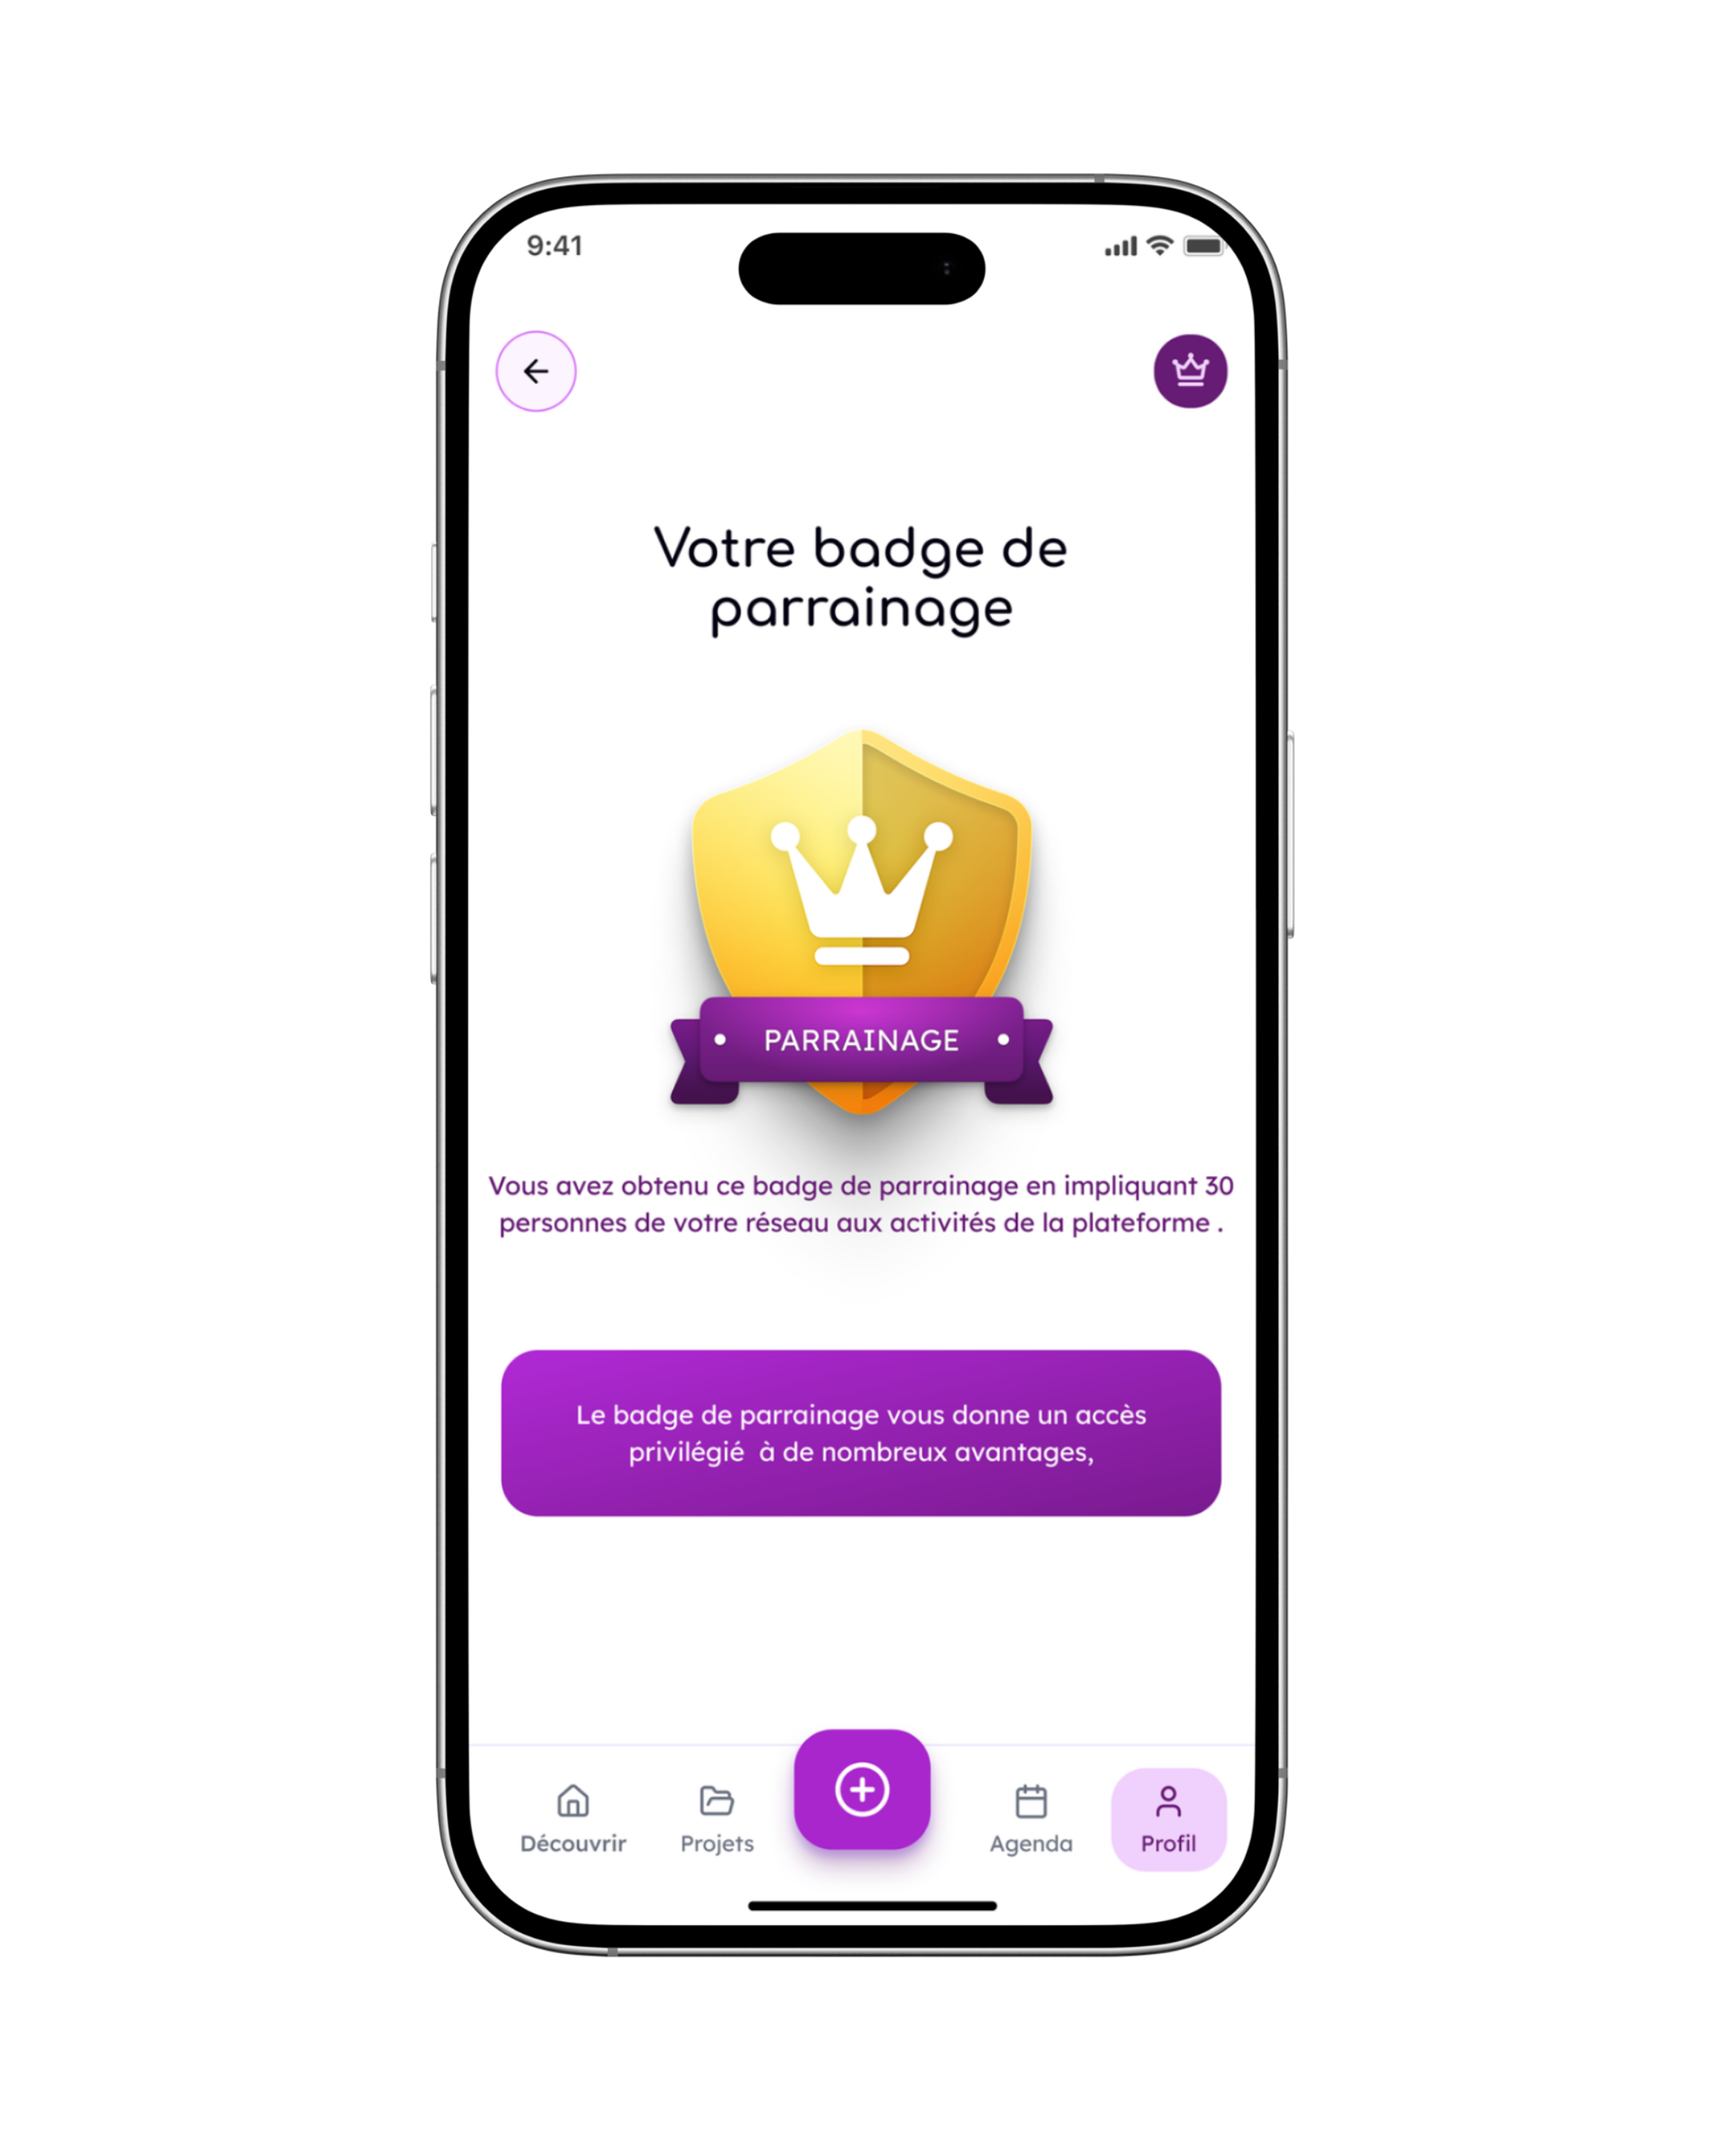 9:41
Votre badge de
parrainage
PARRAINAGE
Vous avez obtenu ce badge de parrainage en impliquant 30
personnes de votre réseau aux activités de la plateforme .
Le badge de parrainage vous donne un accès
privilégié  à de nombreux avantages,
Découvrir
Projets
Agenda
Profil